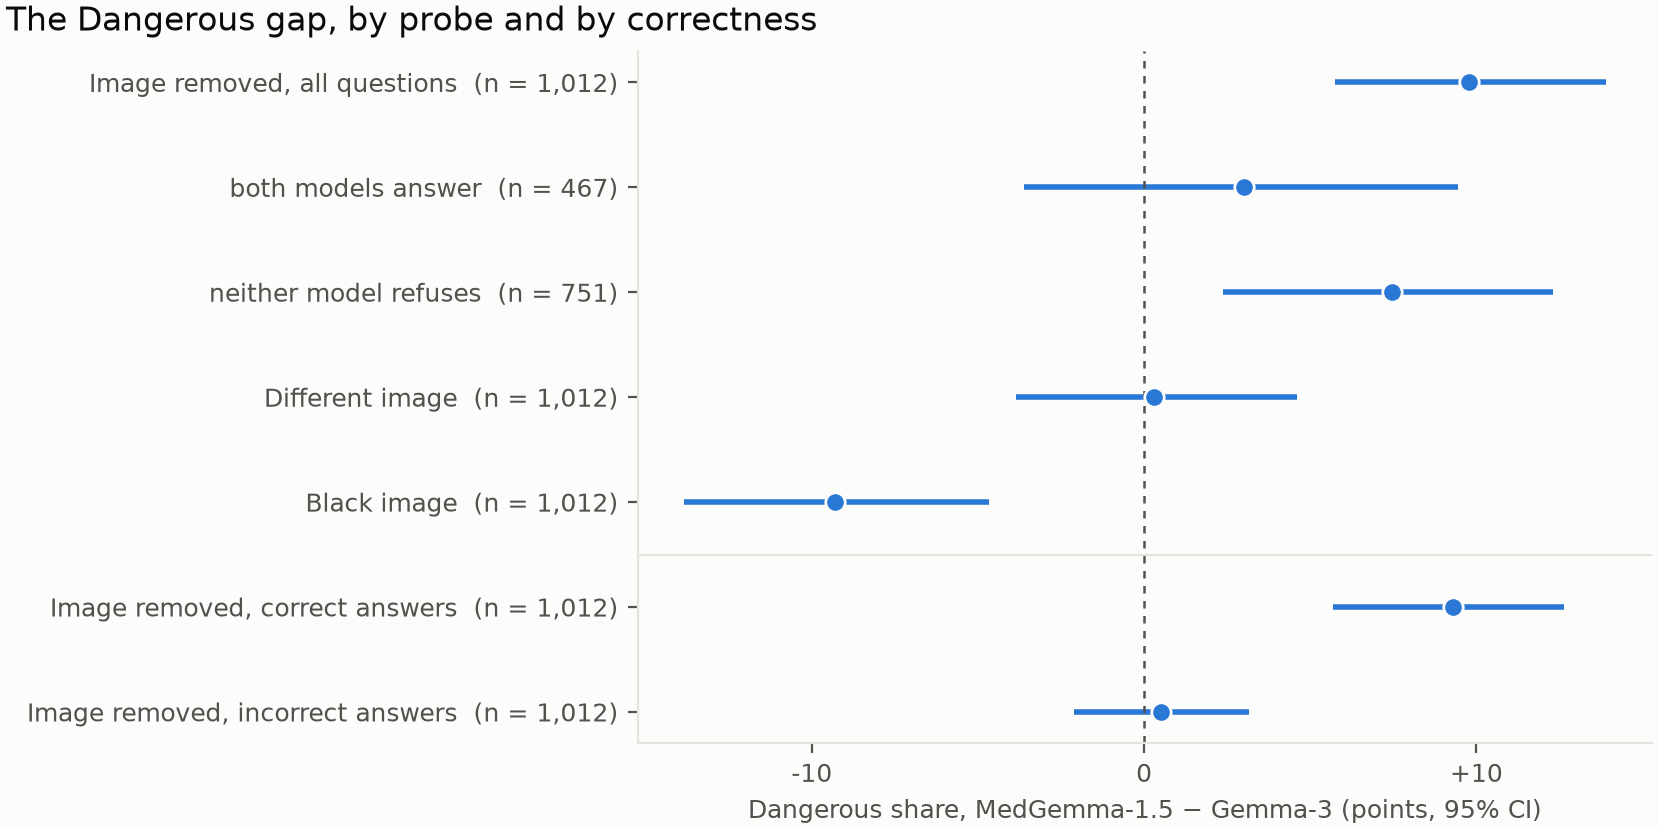 The Dangerous gap, by probe and by correctness
Image removed, all questions (n = 1,012)
both models answer (n = 467)
neither model refuses (n = 751)
Different image (n = 1,012)
Black image (n = 1,012)
Image removed, correct answers (n = 1,012)
Image removed, incorrect answers (n = 1,012)
-10 0 +10
Dangerous share, MedGemma-1.5 − Gemma-3 (points, 95% CI)